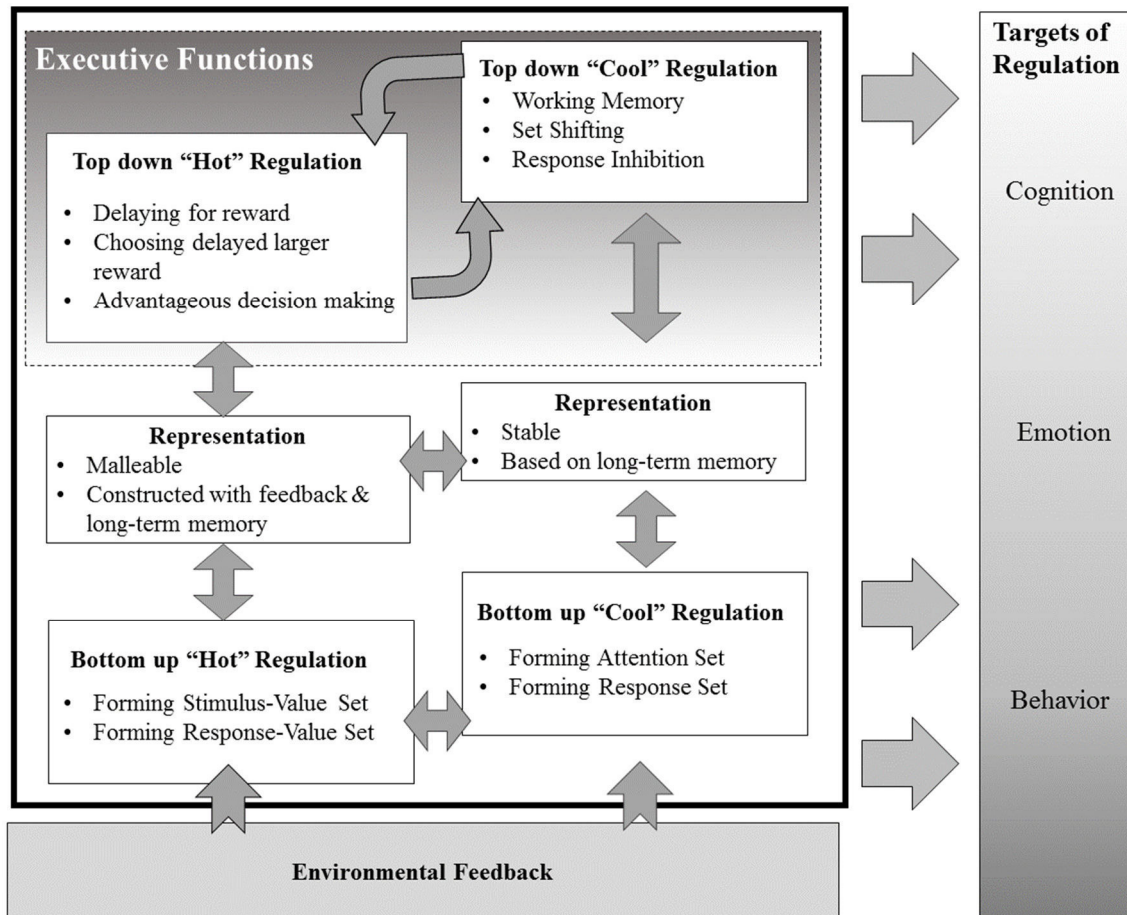 Executive Functions
Top down “Cool” Regulation
• Working Memory
• Set Shifting
• Response Inhibition
Top down “Hot” Regulation
• Delaying for reward
• Choosing delayed larger
reward
• Advantageous decision making
Representation
• Malleable
• Constructed with feedback &
long-term memory
Representation
• Stable
• Based on long-term memory
Bottom up “Hot” Regulation
• Forming Stimulus-Value Set
• Forming Response-Value Set
Bottom up “Cool” Regulation
• Forming Attention Set
• Forming Response Set
Environmental Feedback
Targets of
Regulation
Cognition
Emotion
Behavior